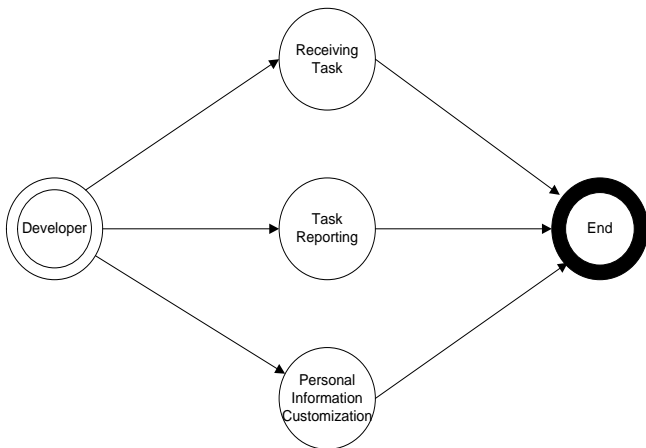 Receiving
Task
Developer
Task
Reporting
End
Personal
Information
Customization